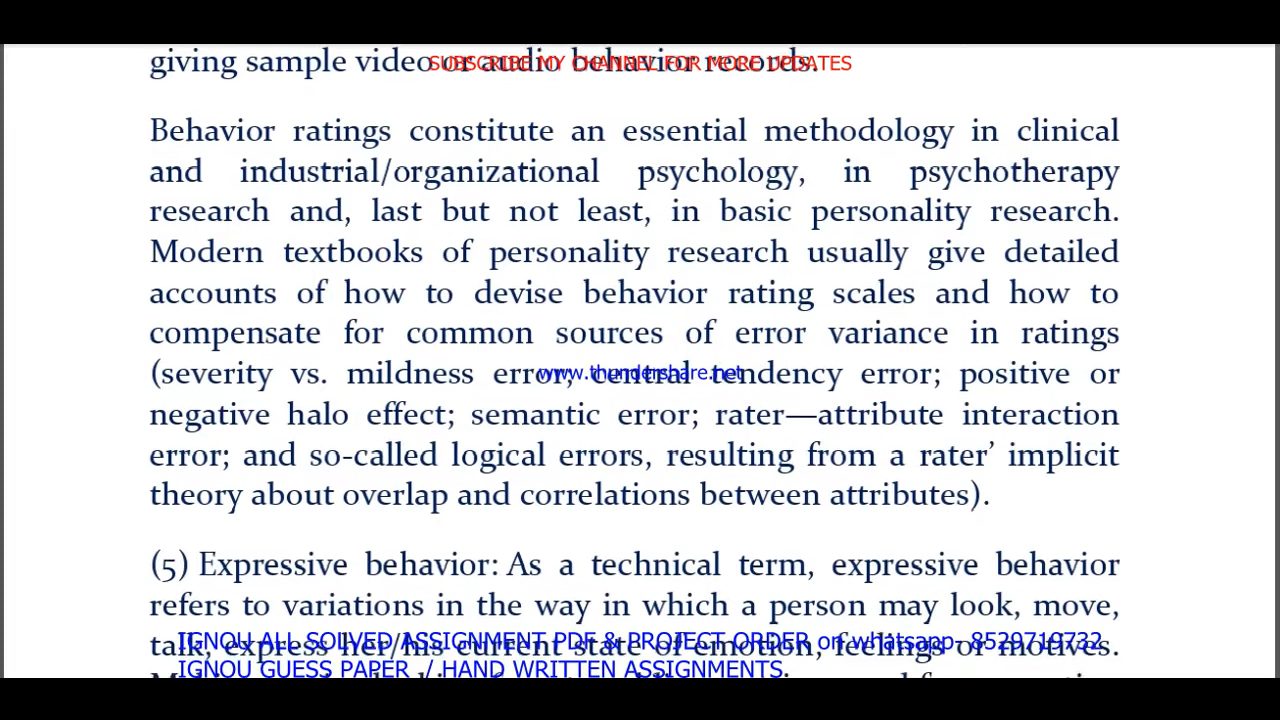 giving sample video or audio behavior records.
SUBSCRIBE MY CHANNEL FOR MORE UPDATES
Behavior ratings constitute an essential methodology in clinical
and industrial/organizational psychology, in psychotherapy
research and, last but not least, in basic personality research.
Modern textbooks of personality research usually give detailed
accounts of how to devise behavior rating scales and how to
compensate for common sources of error variance in ratings
(severity vs. mildness error; central tendency error; positive or
www.thundershare.net
negative halo effect; semantic error; rater—attribute interaction
error; and so-called logical errors, resulting from a rater’ implicit
theory about overlap and correlations between attributes).
(5) Expressive behavior: As a technical term, expressive behavior
refers to variations in the way in which a person may look, move,
talk, express her/his current state of emotion, feelings or motives.
IGNOU ALL SOLVED ASSIGNMENT PDF & PROJECT ORDER on whatsapp- 8529719732
IGNOU GUESS PAPER / HAND WRITTEN ASSIGNMENTS